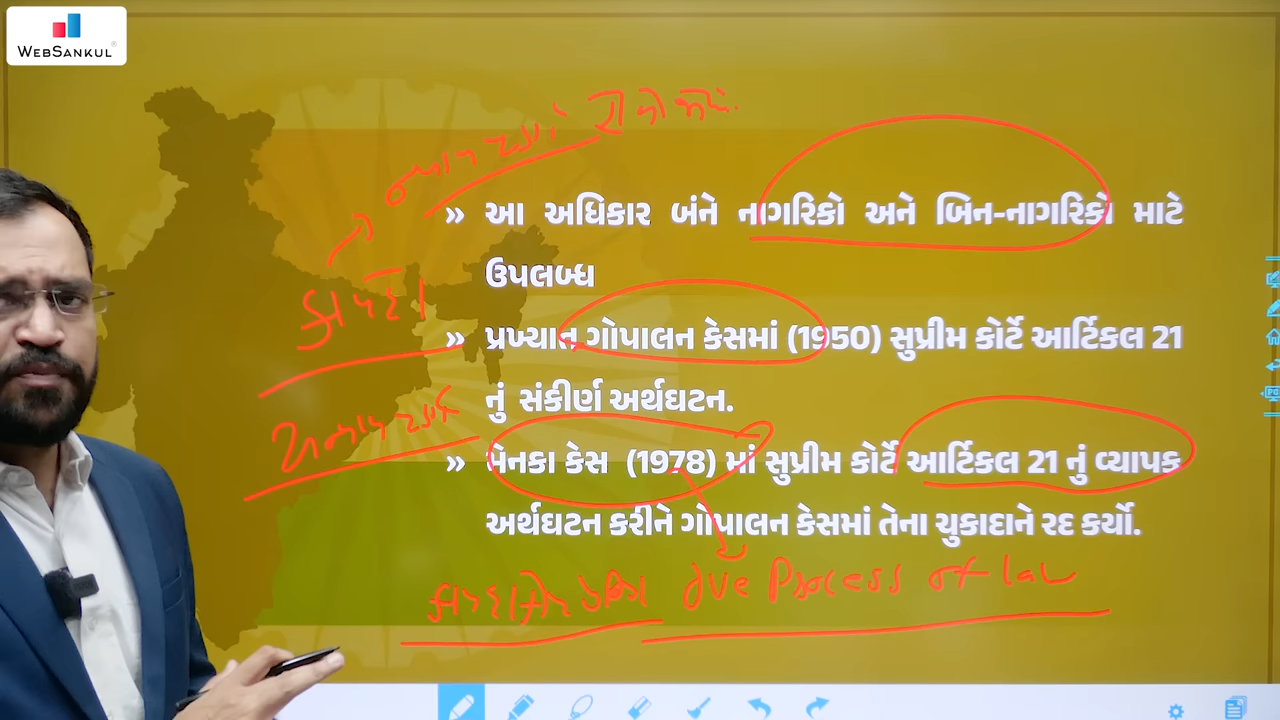 WEBSANKUL
» આ અધિકાર બંને નાગરિકો અને બિન-નાગરિકો માટે
ઉપલબ્ધ
» પ્રખ્યાત ગોપાલન કેસમાં (1950) સુપ્રીમ કોર્ટે આર્ટિકલ 21
નું સંકીર્ણ અર્થઘટન.
» મેનકા કેસ (1978) માં સુપ્રીમ કોર્ટે આર્ટિકલ 21 નું વ્યાપક
અર્થઘટન કરીને ગોપાલન કેસમાં તેના ચુકાદાને રદ કર્યો.
due Process of law